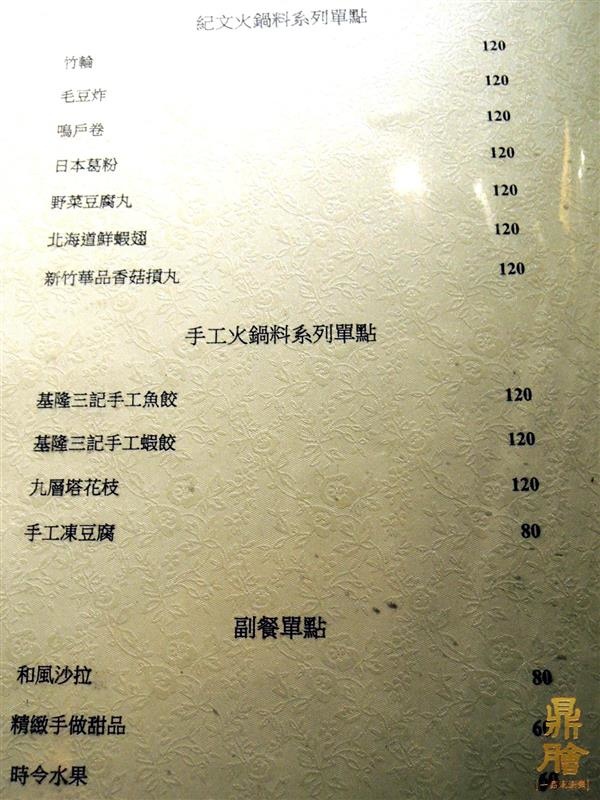 紀文火鍋料系列單點
竹輪 120
毛豆炸 120
鳴戶卷 120
日本葛粉 120
野菜豆腐丸 120
北海道鮮蝦翅 120
新竹華品香菇摃丸 120
手工火鍋料系列單點
基隆三記手工魚餃 120
基隆三記手工蝦餃 120
九層塔花枝 120
手工凍豆腐 80
副餐單點
和風沙拉 80
精緻手做甜品 60
時令水果 60
鼎膾